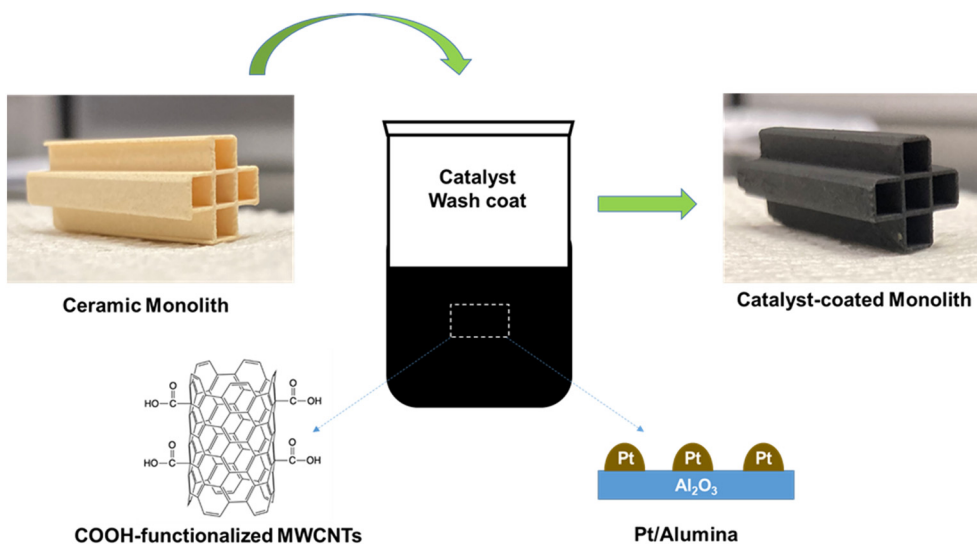 Catalyst
Wash coat
Ceramic Monolith
Catalyst-coated Monolith
O
O
HO
C
C
OH
O
O
HO
C
C
OH
Pt
Pt
Pt
Al₂O₃
COOH-functionalized MWCNTs
Pt/Alumina